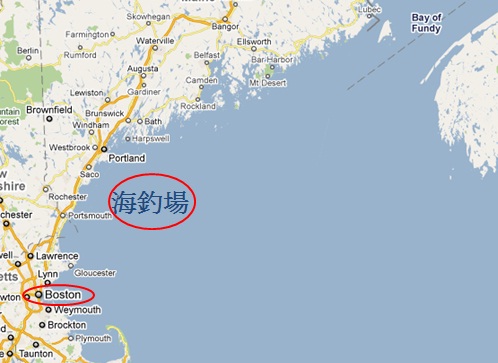 Skowhegan
Bangor
Lubec
Bay of
Fundy
Farmington
Waterville
Ellsworth
Berlin
Rumford
Belfast
Bar Harbor
Augusta
Camden
Mt Desert
Gardiner
Lewiston
Rockland
Brownfield
Brunswick
Bath
Windham
Harpswell
Westbrook
Portland
Saco
Rochester
海釣場
Portsmouth
Lawrence
Gloucester
Lynn
Boston
Weymouth
Brockton
Taunton